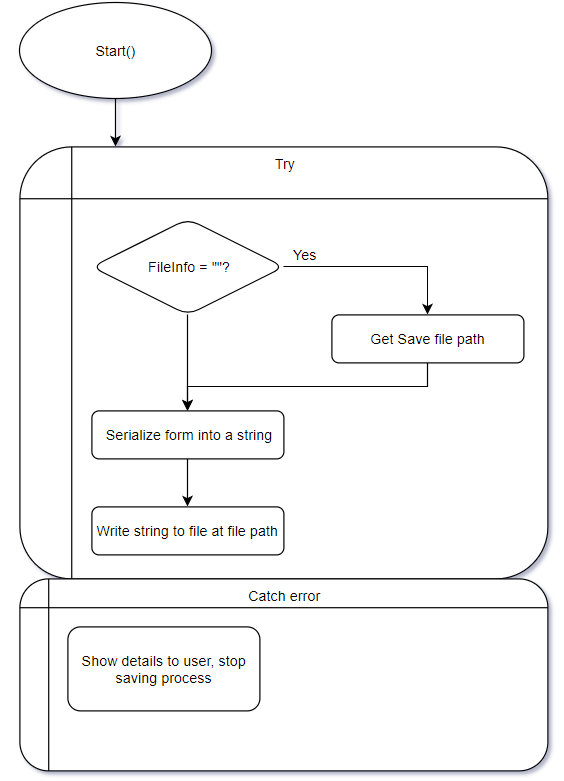 Start()
Try
FileInfo = ""?
Yes
Get Save file path
Serialize form into a string
Write string to file at file path
Catch error
Show details to user, stop
saving process